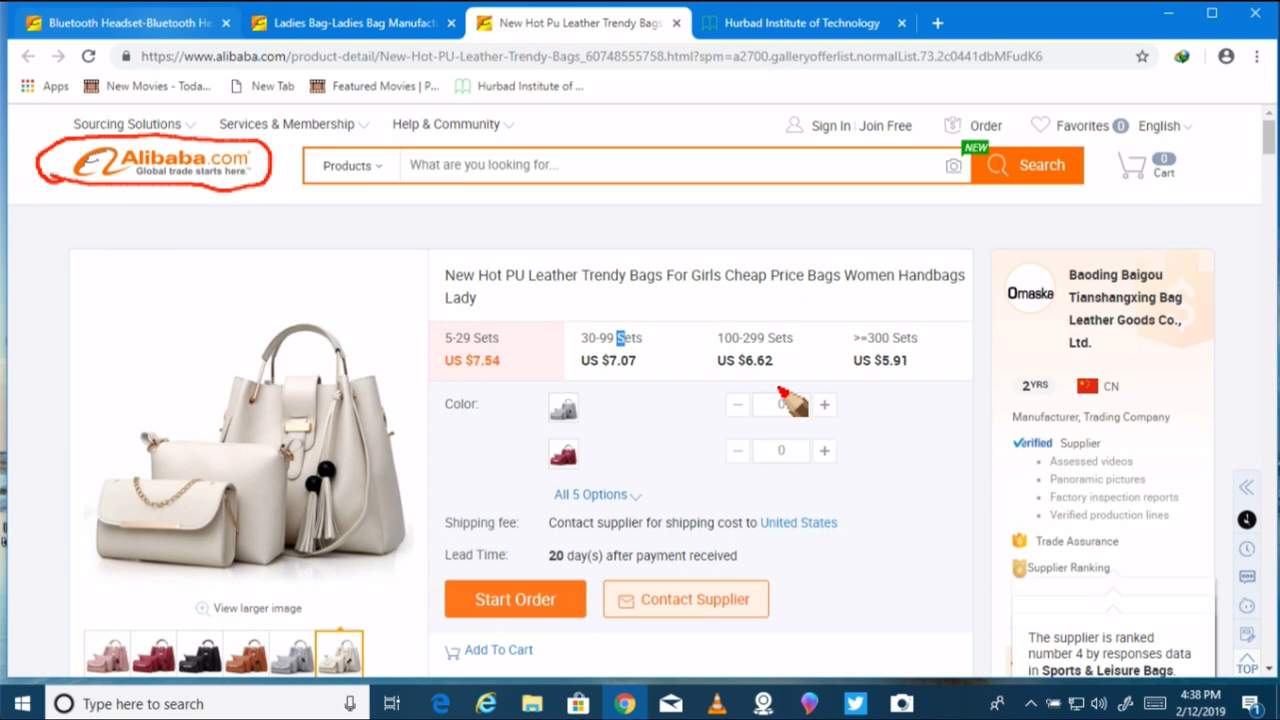 Bluetooth Headset-Bluetooth He
Ladies Bag-Ladies Bag Manufact
New Hot Pu Leather Trendy Bags
Hurbad Institute of Technology
https://www.alibaba.com/product-detail/New-Hot-PU-Leather-Trendy-Bags_60748555758.html?spm=a2700.galleryofferlist.normalList.73.2c0441dbMFudK6
Apps
New Movies - Toda...
New Tab
Featured Movies | P...
Hurbad Institute of ...
Sourcing Solutions
Services & Membership
Help & Community
Sign In
Join Free
Order
Favorites 0
English
Alibaba.com
Global trade starts here.™
Products
What are you looking for...
NEW
Search
0
Cart
New Hot PU Leather Trendy Bags For Girls Cheap Price Bags Women Handbags
Lady
5-29 Sets
30-99 Sets
100-299 Sets
>=300 Sets
US $7.54
US $7.07
US $6.62
US $5.91
Color:
− 0 +
− 0 +
All 5 Options
Shipping fee: Contact supplier for shipping cost to United States
Lead Time: 20 day(s) after payment received
Start Order
Contact Supplier
Add To Cart
View larger image
Omaska
Baoding Baigou
Tianshangxing Bag
Leather Goods Co.,
Ltd.
2YRS
CN
Manufacturer, Trading Company
Verified Supplier
Assessed videos
Panoramic pictures
Factory inspection reports
Verified production lines
Trade Assurance
Supplier Ranking
The supplier is ranked
number 4 by responses data
in Sports & Leisure Bags
TOP
Type here to search
4:38 PM
2/12/2019
1